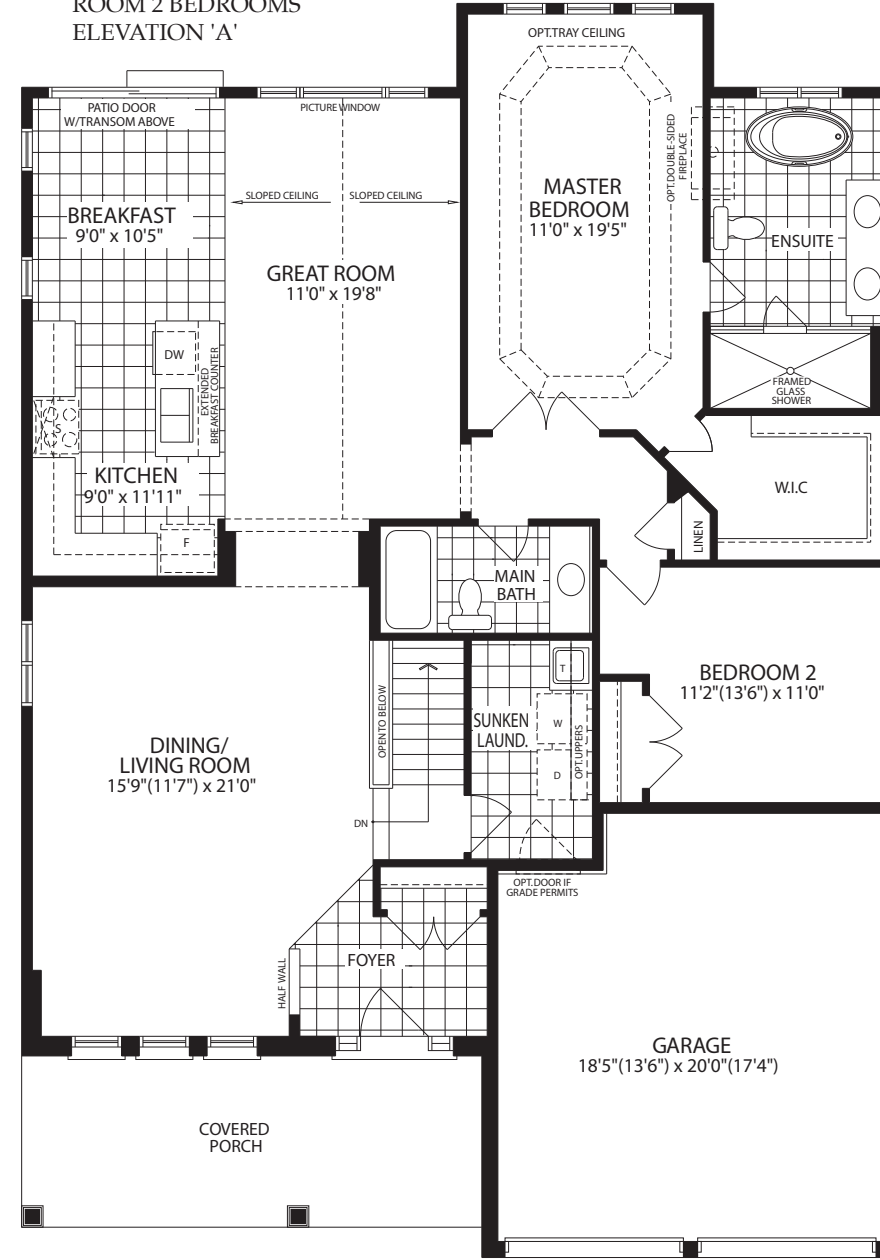 ROOM 2 BEDROOMS
ELEVATION 'A'
OPT.TRAY CEILING
PATIO DOOR
W/TRANSOM ABOVE
PICTURE WINDOW
OPT.DOUBLE-SIDED
FIREPLACE
SLOPED CEILING
SLOPED CEILING
BREAKFAST
9'0" x 10'5"
MASTER
BEDROOM
11'0" x 19'5"
ENSUITE
GREAT ROOM
11'0" x 19'8"
DW
EXTENDED
BREAKFAST COUNTER
FRAMED
GLASS
SHOWER
S
KITCHEN
9'0" x 11'11"
W.I.C
LINEN
F
MAIN
BATH
BEDROOM 2
11'2"(13'6") x 11'0"
T
OPEN TO BELOW
SUNKEN
LAUND.
W
OPT.UPPERS
D
DINING/
LIVING ROOM
15'9"(11'7") x 21'0"
DN
OPT.DOOR IF
GRADE PERMITS
HALF WALL
FOYER
GARAGE
18'5"(13'6") x 20'0"(17'4")
COVERED
PORCH